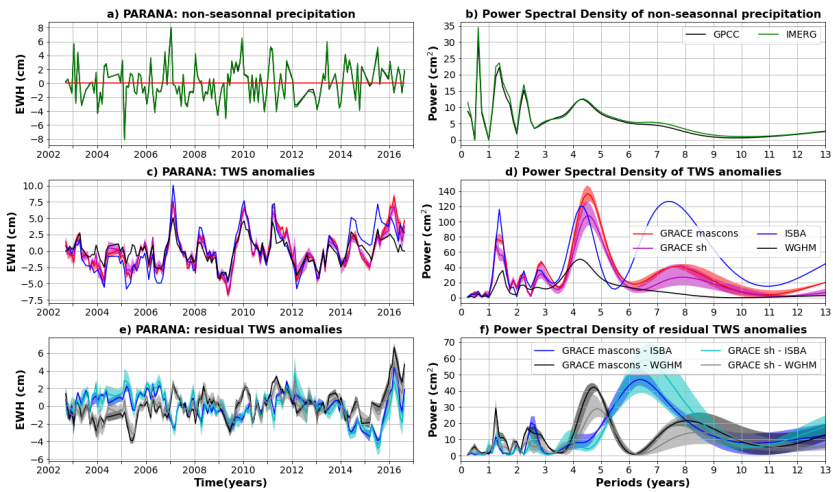 a) PARANA: non-seasonnal precipitation
b) Power Spectral Density of non-seasonnal precipitation
EWH (cm)
8
6
4
2
0
−2
−4
−6
−8
2002 2004 2006 2008 2010 2012 2014 2016
Power (cm²)
35
30
25
20
15
10
5
0
GPCC IMERG
0 1 2 3 4 5 6 7 8 9 10 11 12 13
c) PARANA: TWS anomalies
d) Power Spectral Density of TWS anomalies
EWH (cm)
10.0
7.5
5.0
2.5
0.0
−2.5
−5.0
−7.5
2002 2004 2006 2008 2010 2012 2014 2016
Power (cm²)
140
120
100
80
60
40
20
0
GRACE mascons ISBA
GRACE sh WGHM
0 1 2 3 4 5 6 7 8 9 10 11 12 13
e) PARANA: residual TWS anomalies
f) Power Spectral Density of residual TWS anomalies
EWH (cm)
6
4
2
0
−2
−4
−6
2002 2004 2006 2008 2010 2012 2014 2016
Time(years)
Power (cm²)
70
60
50
40
30
20
10
0
GRACE mascons - ISBA GRACE sh - ISBA
GRACE mascons - WGHM GRACE sh - WGHM
0 1 2 3 4 5 6 7 8 9 10 11 12 13
Periods (years)